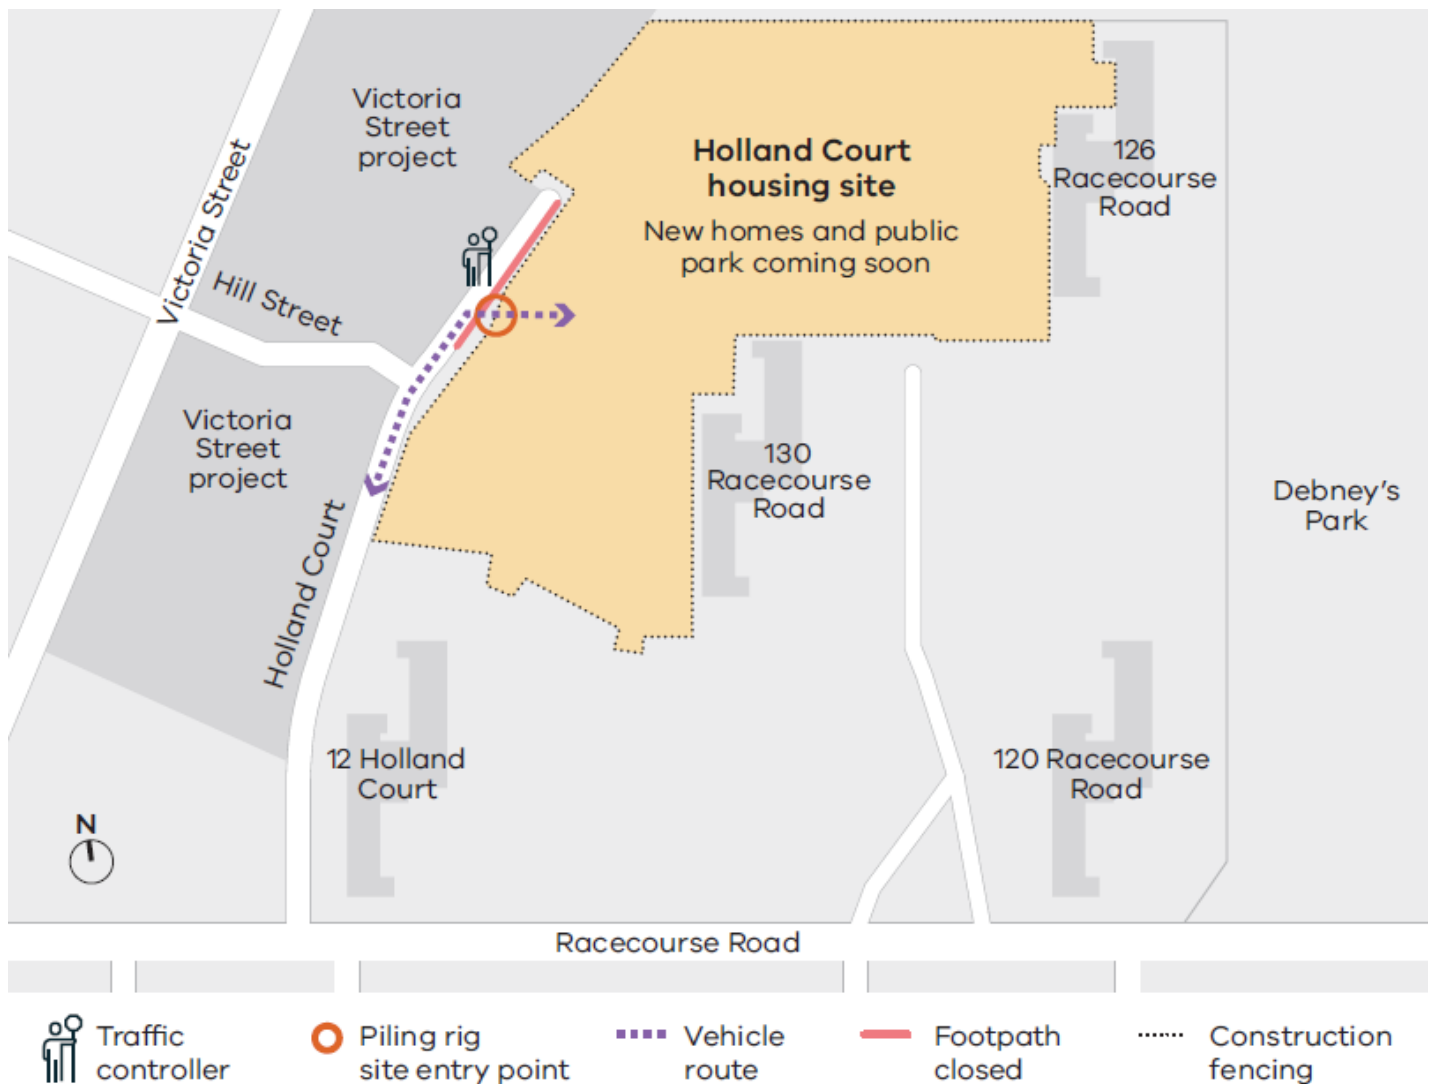 Victoria
Street
project
Holland Court
housing site
New homes and public
park coming soon
126
Racecourse
Road
Victoria Street
Hill Street
Victoria
Street
project
130
Racecourse
Road
Debney's
Park
Holland Court
12 Holland
Court
120 Racecourse
Road
N
Racecourse Road
Traffic
controller
Piling rig
site entry point
Vehicle
route
Footpath
closed
Construction
fencing